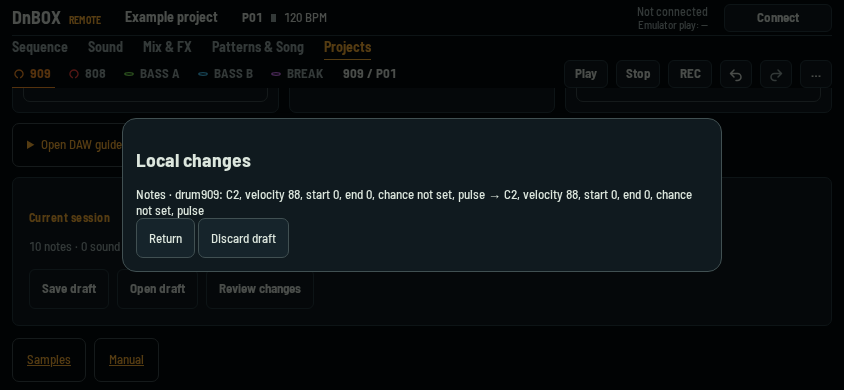 DnBOX REMOTE Example project P01 120 BPM Not connected Connect
Emulator play: –
Sequence Sound Mix & FX Patterns & Song Projects
909 808 BASS A BASS B BREAK 909 / P01 Play Stop REC ...
Open DAW guide
Local changes
Notes · drum909: C2, velocity 88, start 0, end 0, chance not set, pulse → C2, velocity 88, start 0, end 0, chance
not set, pulse
Current session
Return Discard draft
10 notes · 0 sound
Save draft Open draft Review changes
Samples Manual